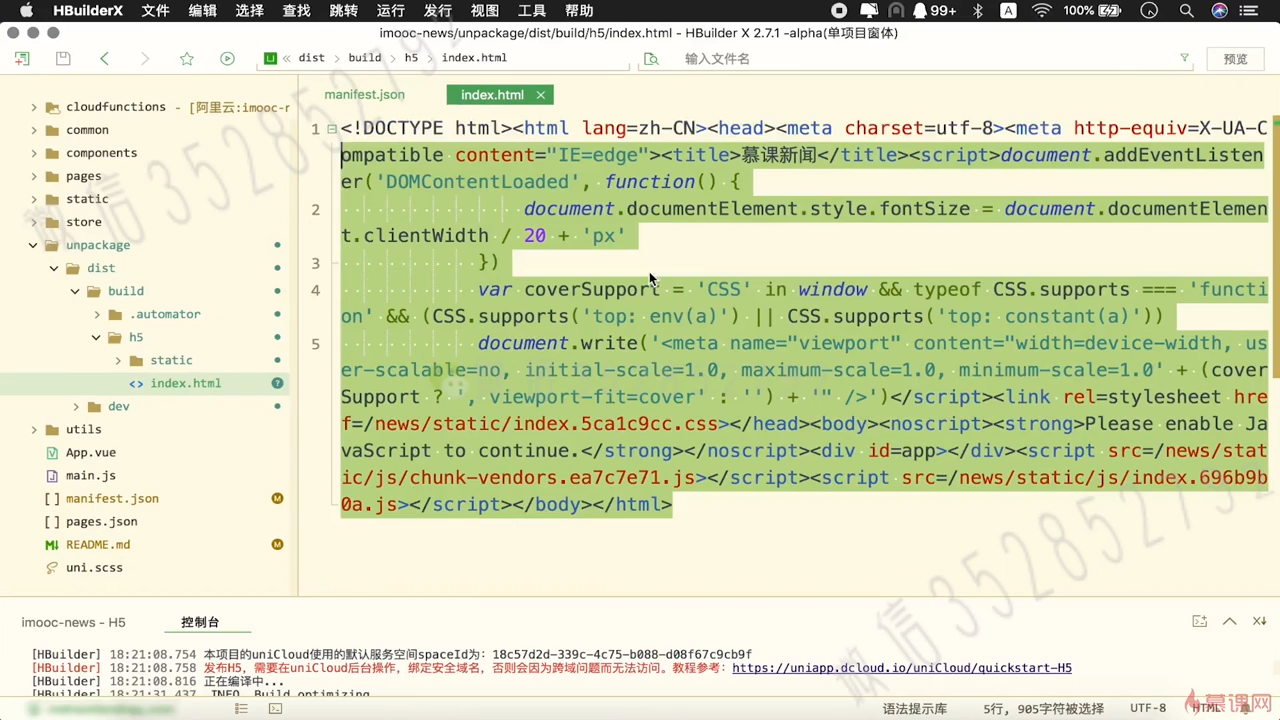 HBuilderX 文件 编辑 选择 查找 跳转 运行 发行 视图 工具 帮助 99+ A 100%
imooc-news/unpackage/dist/build/h5/index.html - HBuilder X 2.7.1 -alpha(单项目窗体)
dist > build > h5 > index.html 输入文件名 预览
manifest.json index.html
cloudfunctions - [阿里云:imooc-r
common
components
pages
static
store
unpackage
dist
build
.automator
h5
static
index.html
dev
utils
App.vue
main.js
manifest.json M
pages.json
README.md M
uni.scss
1 <!DOCTYPE html><html lang=zh-CN><head><meta charset=utf-8><meta http-equiv=X-UA-C
ompatible content="IE=edge"><title>慕课新闻</title><script>document.addEventListen
er('DOMContentLoaded', function() {
2 document.documentElement.style.fontSize = document.documentElemen
t.clientWidth / 20 + 'px'
3 })
4 var coverSupport = 'CSS' in window && typeof CSS.supports === 'functi
on' && (CSS.supports('top: env(a)') || CSS.supports('top: constant(a)'))
5 document.write('<meta name="viewport" content="width=device-width, us
er-scalable=no, initial-scale=1.0, maximum-scale=1.0, minimum-scale=1.0' + (cover
Support ? ', viewport-fit=cover' : '') + '" />')</script><link rel=stylesheet hre
f=/news/static/index.5ca1c9cc.css></head><body><noscript><strong>Please enable Ja
vaScript to continue.</strong></noscript><div id=app></div><script src=/news/stat
ic/js/chunk-vendors.ea7c7e71.js></script><script src=/news/static/js/index.696b9b
0a.js></script></body></html>
imooc-news - H5 控制台
[HBuilder] 18:21:08.754 本项目的uniCloud使用的默认服务空间spaceId为：18c57d2d-339c-4c75-b088-d08f67c9cb9f
[HBuilder] 18:21:08.758 发布H5，需要在uniCloud后台操作，绑定安全域名，否则会因为跨域问题而无法访问。教程参考：https://uniapp.dcloud.io/uniCloud/quickstart-H5
[HBuilder] 18:21:08.816 正在编译中...
[HBuilder] 18:21:31.437 INFO Build optimizing
语法提示库 5行, 905字符被选择 UTF-8 HTML
慕课网